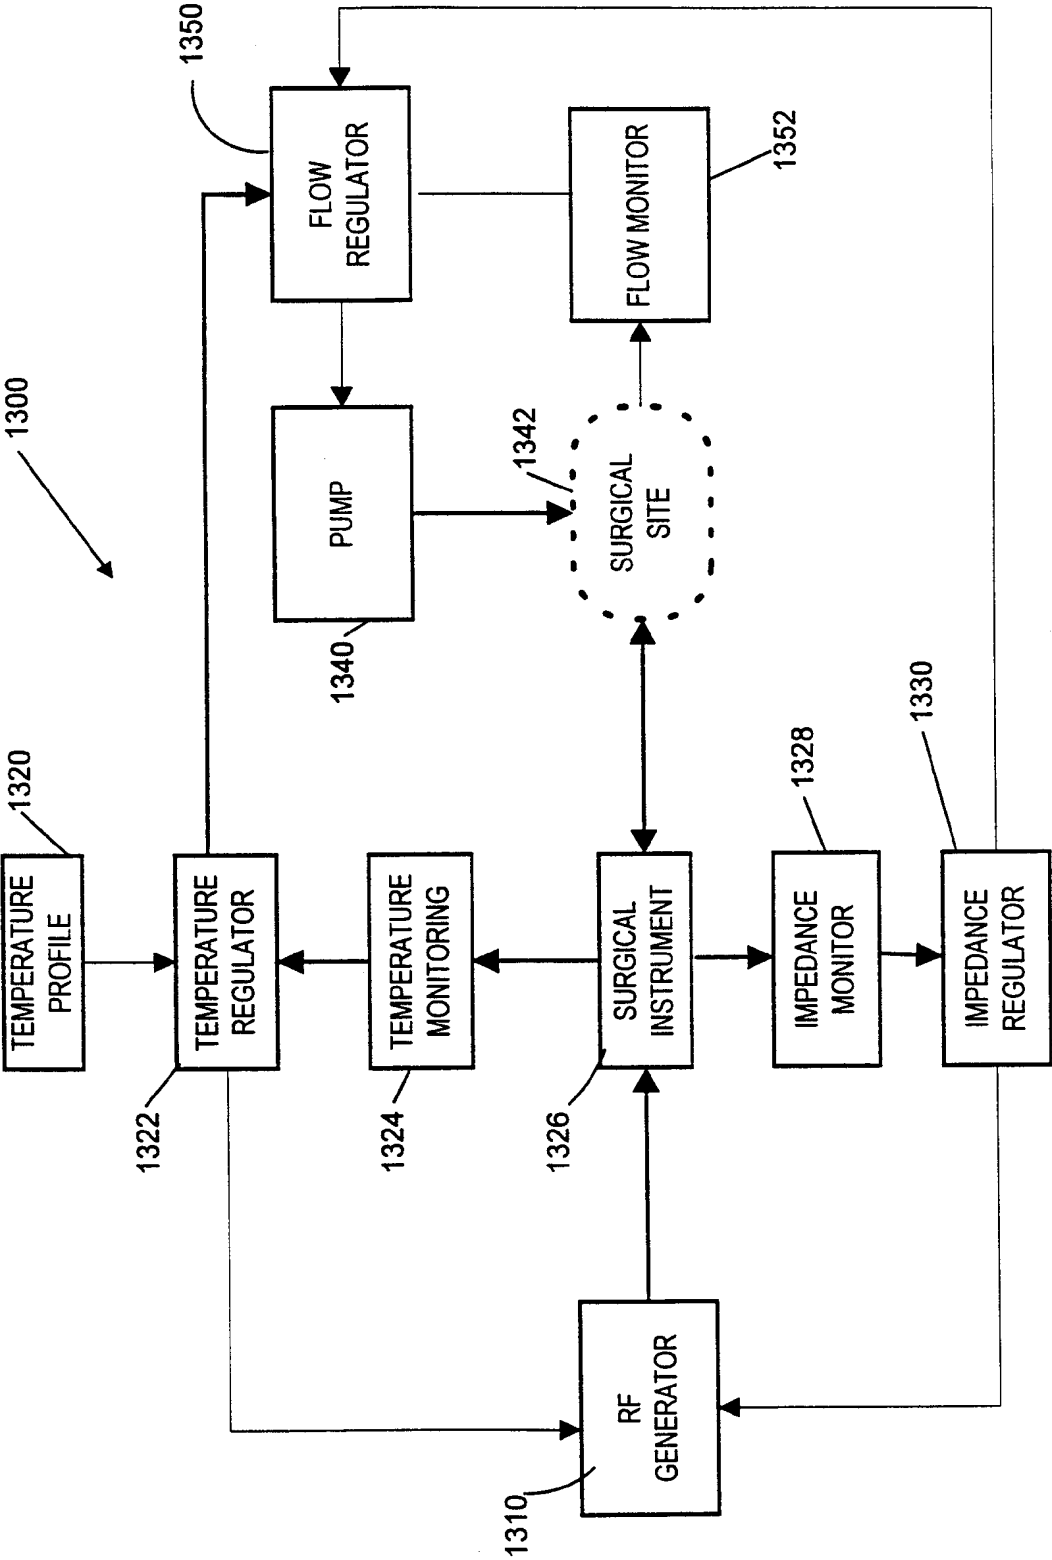 1300
1320
TEMPERATURE
PROFILE
1322
TEMPERATURE
REGULATOR
1350
FLOW
REGULATOR
1324
TEMPERATURE
MONITORING
1340
PUMP
1310
RF
GENERATOR
1326
SURGICAL
INSTRUMENT
1342
SURGICAL
SITE
FLOW MONITOR
1352
1328
IMPEDANCE
MONITOR
1330
IMPEDANCE
REGULATOR